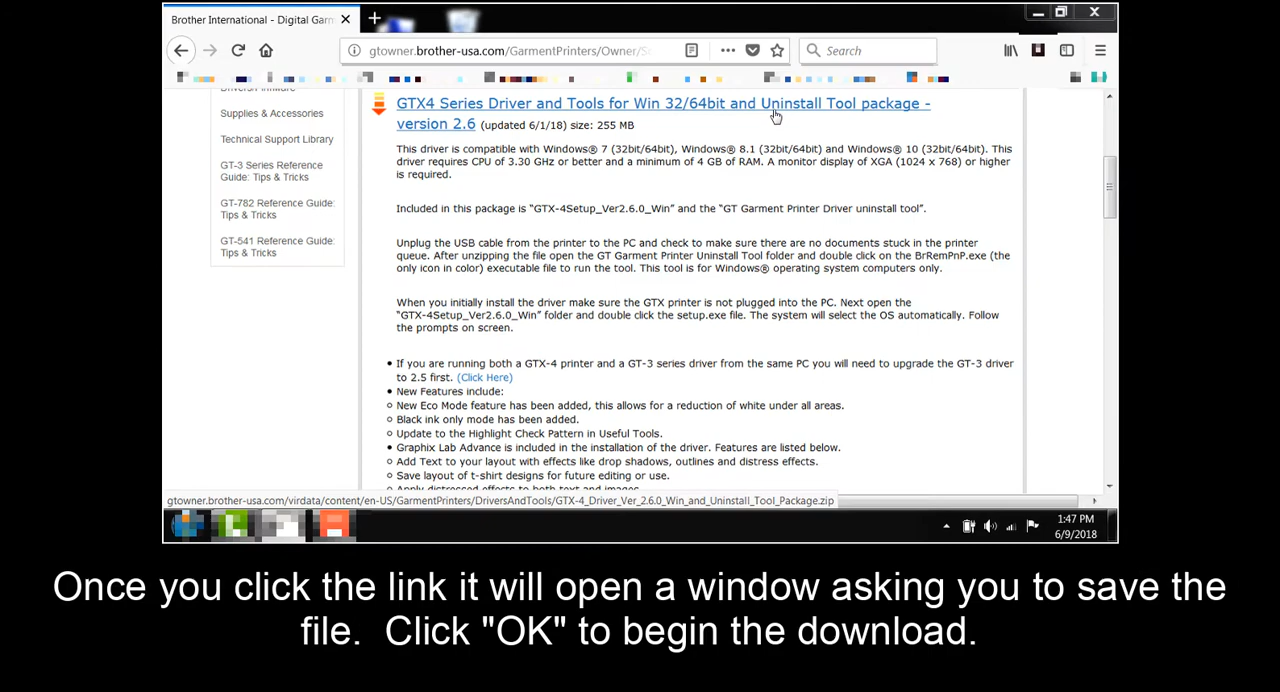 Brother International - Digital Garm
gtowner.brother-usa.com/GarmentPrinters/Owner/Sc
Search
Drivers/Firmware
Supplies & Accessories
Technical Support Library
GT-3 Series Reference
Guide: Tips & Tricks
GT-782 Reference Guide:
Tips & Tricks
GT-541 Reference Guide:
Tips & Tricks
GTX4 Series Driver and Tools for Win 32/64bit and Uninstall Tool package -
version 2.6 (updated 6/1/18) size: 255 MB
This driver is compatible with Windows® 7 (32bit/64bit), Windows® 8.1 (32bit/64bit) and Windows® 10 (32bit/64bit). This
driver requires CPU of 3.30 GHz or better and a minimum of 4 GB of RAM. A monitor display of XGA (1024 x 768) or higher
is required.
Included in this package is “GTX-4Setup_Ver2.6.0_Win” and the “GT Garment Printer Driver uninstall tool”.
Unplug the USB cable from the printer to the PC and check to make sure there are no documents stuck in the printer
queue. After unzipping the file open the GT Garment Printer Uninstall Tool folder and double click on the BrRemPnP.exe (the
only icon in color) executable file to run the tool. This tool is for Windows® operating system computers only.
When you initially install the driver make sure the GTX printer is not plugged into the PC. Next open the
“GTX-4Setup_Ver2.6.0_Win” folder and double click the setup.exe file. The system will select the OS automatically. Follow
the prompts on screen.
• If you are running both a GTX-4 printer and a GT-3 series driver from the same PC you will need to upgrade the GT-3 driver
to 2.5 first. (Click Here)
• New Features include:
○ New Eco Mode feature has been added, this allows for a reduction of white under all areas.
○ Black ink only mode has been added.
○ Update to the Highlight Check Pattern in Useful Tools.
• Graphix Lab Advance is included in the installation of the driver. Features are listed below.
○ Add Text to your layout with effects like drop shadows, outlines and distress effects.
○ Save layout of t-shirt designs for future editing or use.
○ Apply distressed effects to both text and images.
gtowner.brother-usa.com/virdata/content/en-US/GarmentPrinters/DriversAndTools/GTX-4_Driver_Ver_2.6.0_Win_and_Uninstall_Tool_Package.zip
1:47 PM
6/9/2018
Once you click the link it will open a window asking you to save the
file. Click "OK" to begin the download.